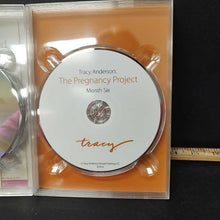 Tracy Anderson:
The Pregnancy Project
Month Six
tracy